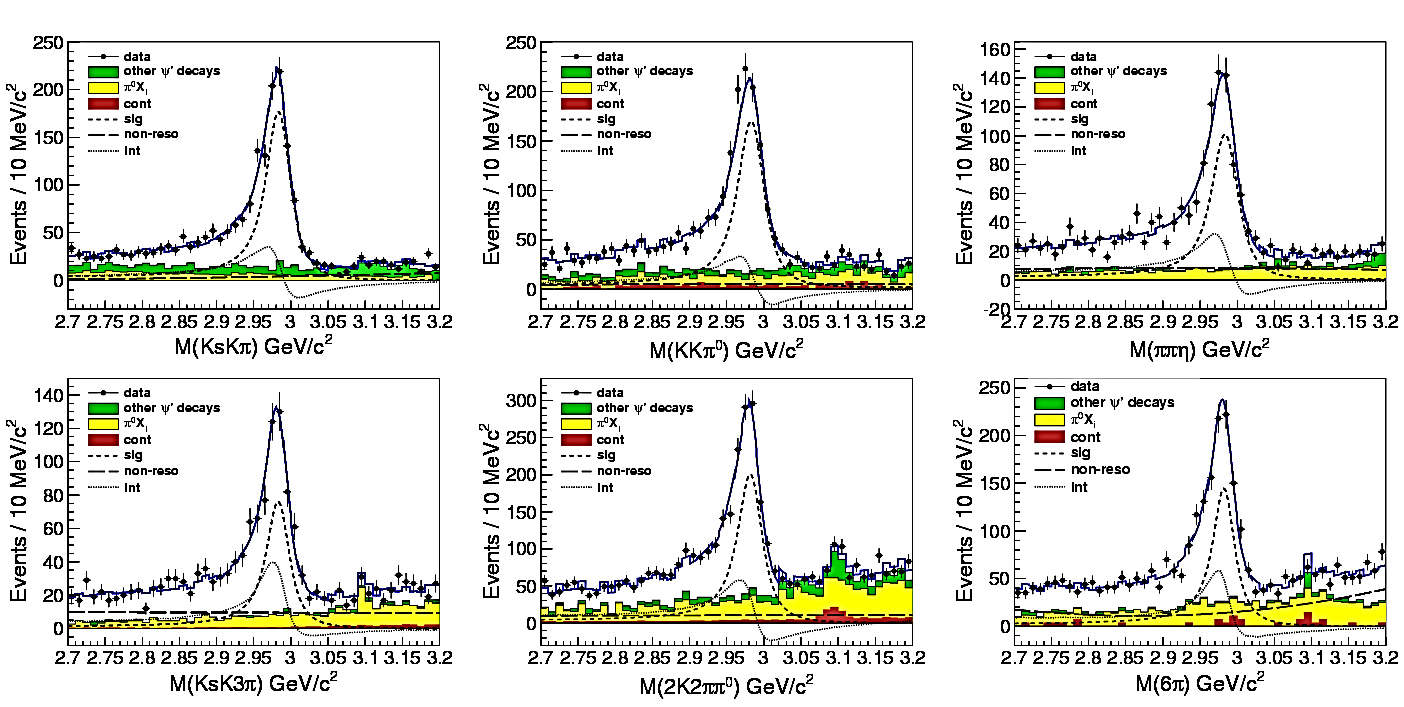 Events / 10 MeV/c²
250
200
150
100
50
0
data
other ψ' decays
π⁰Xᵢ
cont
sig
non-reso
int
2.7 2.75 2.8 2.85 2.9 2.95 3 3.05 3.1 3.15 3.2
M(KsKπ) GeV/c²
Events / 10 MeV/c²
250
200
150
100
50
0
data
other ψ' decays
π⁰Xᵢ
cont
sig
non-reso
int
2.7 2.75 2.8 2.85 2.9 2.95 3 3.05 3.1 3.15 3.2
M(KKπ⁰) GeV/c²
Events / 10 MeV/c²
160
140
120
100
80
60
40
20
0
-20
data
other ψ' decays
π⁰Xᵢ
cont
sig
non-reso
int
2.7 2.75 2.8 2.85 2.9 2.95 3 3.05 3.1 3.15 3.2
M(ππη) GeV/c²
Events / 10 MeV/c²
140
120
100
80
60
40
20
0
data
other ψ' decays
π⁰Xᵢ
cont
sig
non-reso
int
2.7 2.75 2.8 2.85 2.9 2.95 3 3.05 3.1 3.15 3.2
M(KsK3π) GeV/c²
Events / 10 MeV/c²
300
250
200
150
100
50
0
data
other ψ' decays
π⁰Xᵢ
cont
sig
non-reso
int
2.7 2.75 2.8 2.85 2.9 2.95 3 3.05 3.1 3.15 3.2
M(2K2ππ⁰) GeV/c²
Events / 10 MeV/c²
250
200
150
100
50
0
data
other ψ' decays
π⁰Xᵢ
cont
sig
non-reso
int
2.7 2.75 2.8 2.85 2.9 2.95 3 3.05 3.1 3.15 3.2
M(6π) GeV/c²